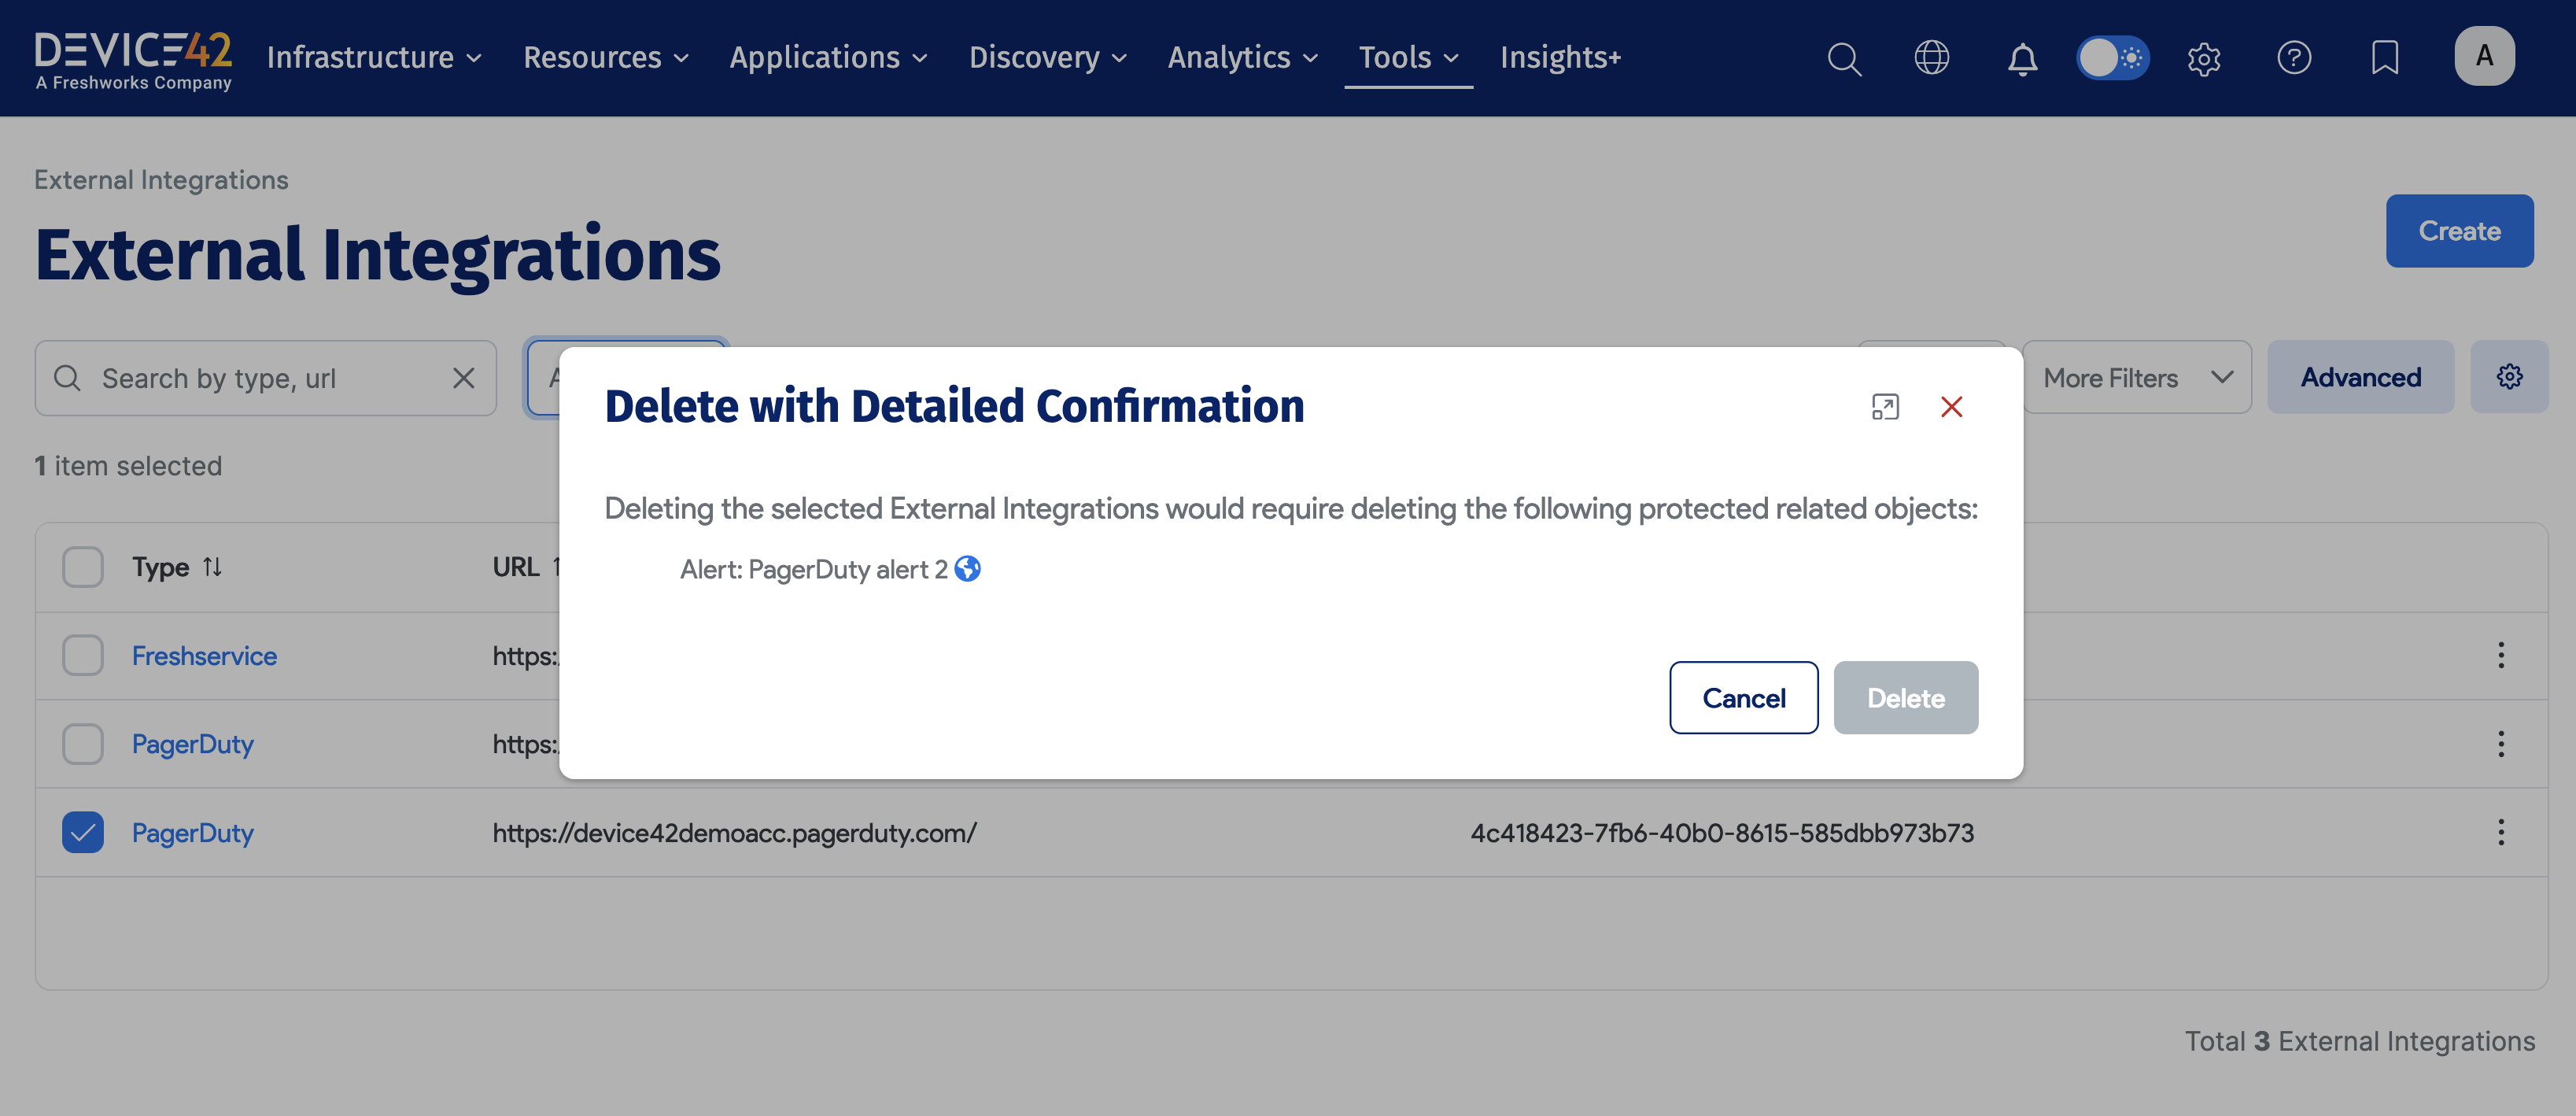 DEVICE42
A Freshworks Company
Infrastructure
Resources
Applications
Discovery
Analytics
Tools
Insights+
A
External Integrations
External Integrations
Create
Search by type, url
More Filters
Advanced
1 item selected
Delete with Detailed Confirmation
Deleting the selected External Integrations would require deleting the following protected related objects:
Alert: PagerDuty alert 2
Cancel
Delete
Type
URL
Freshservice
https:
PagerDuty
https:
PagerDuty
https://device42demoacc.pagerduty.com/
4c418423-7fb6-40b0-8615-585dbb973b73
Total 3 External Integrations